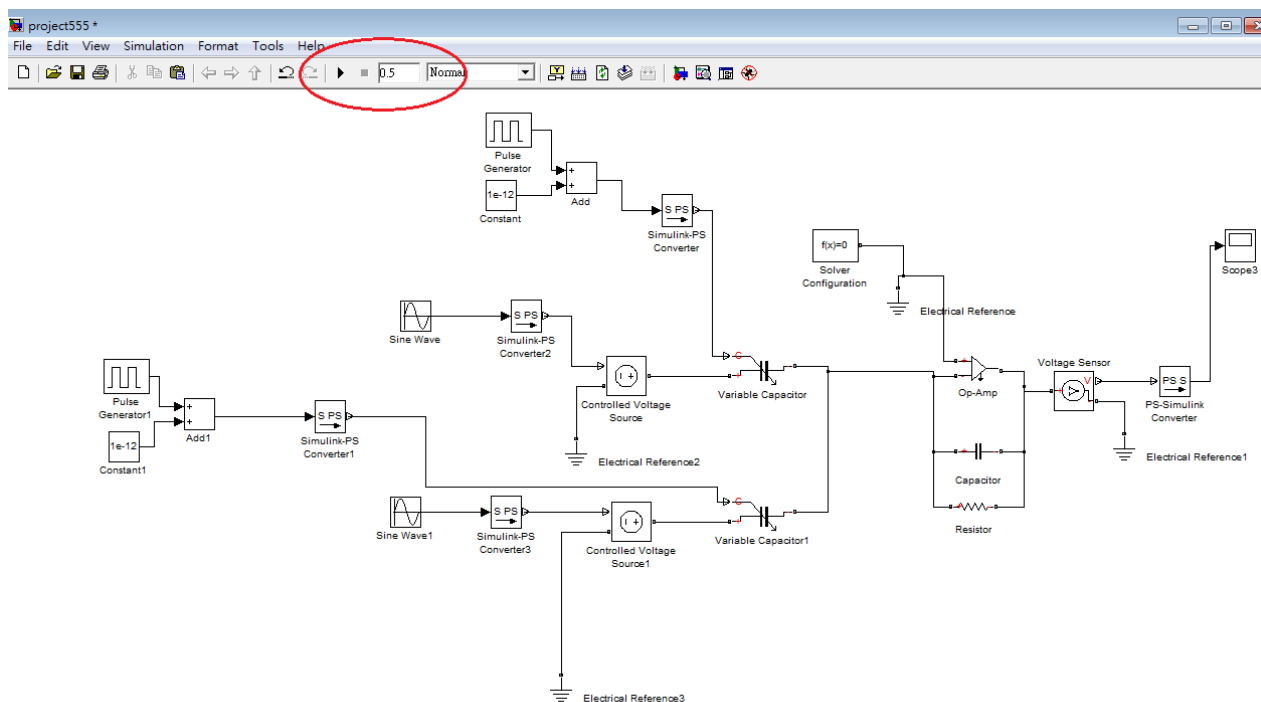 project555 *
File Edit View Simulation Format Tools Help
0.5 Normal
Pulse
Generator
1e-12
Constant
Add
S PS
Simulink-PS
Converter
f(x)=0
Solver
Configuration
Electrical Reference
Scope3
Sine Wave
S PS
Simulink-PS
Converter2
Controlled Voltage
Source
Electrical Reference2
C
Variable Capacitor
Op-Amp
Voltage Sensor
V
PS S
PS-Simulink
Converter
Electrical Reference1
Pulse
Generator1
1e-12
Constant1
Add1
S PS
Simulink-PS
Converter1
Capacitor
Resistor
Sine Wave1
S PS
Simulink-PS
Converter3
Controlled Voltage
Source1
C
Variable Capacitor1
Electrical Reference3